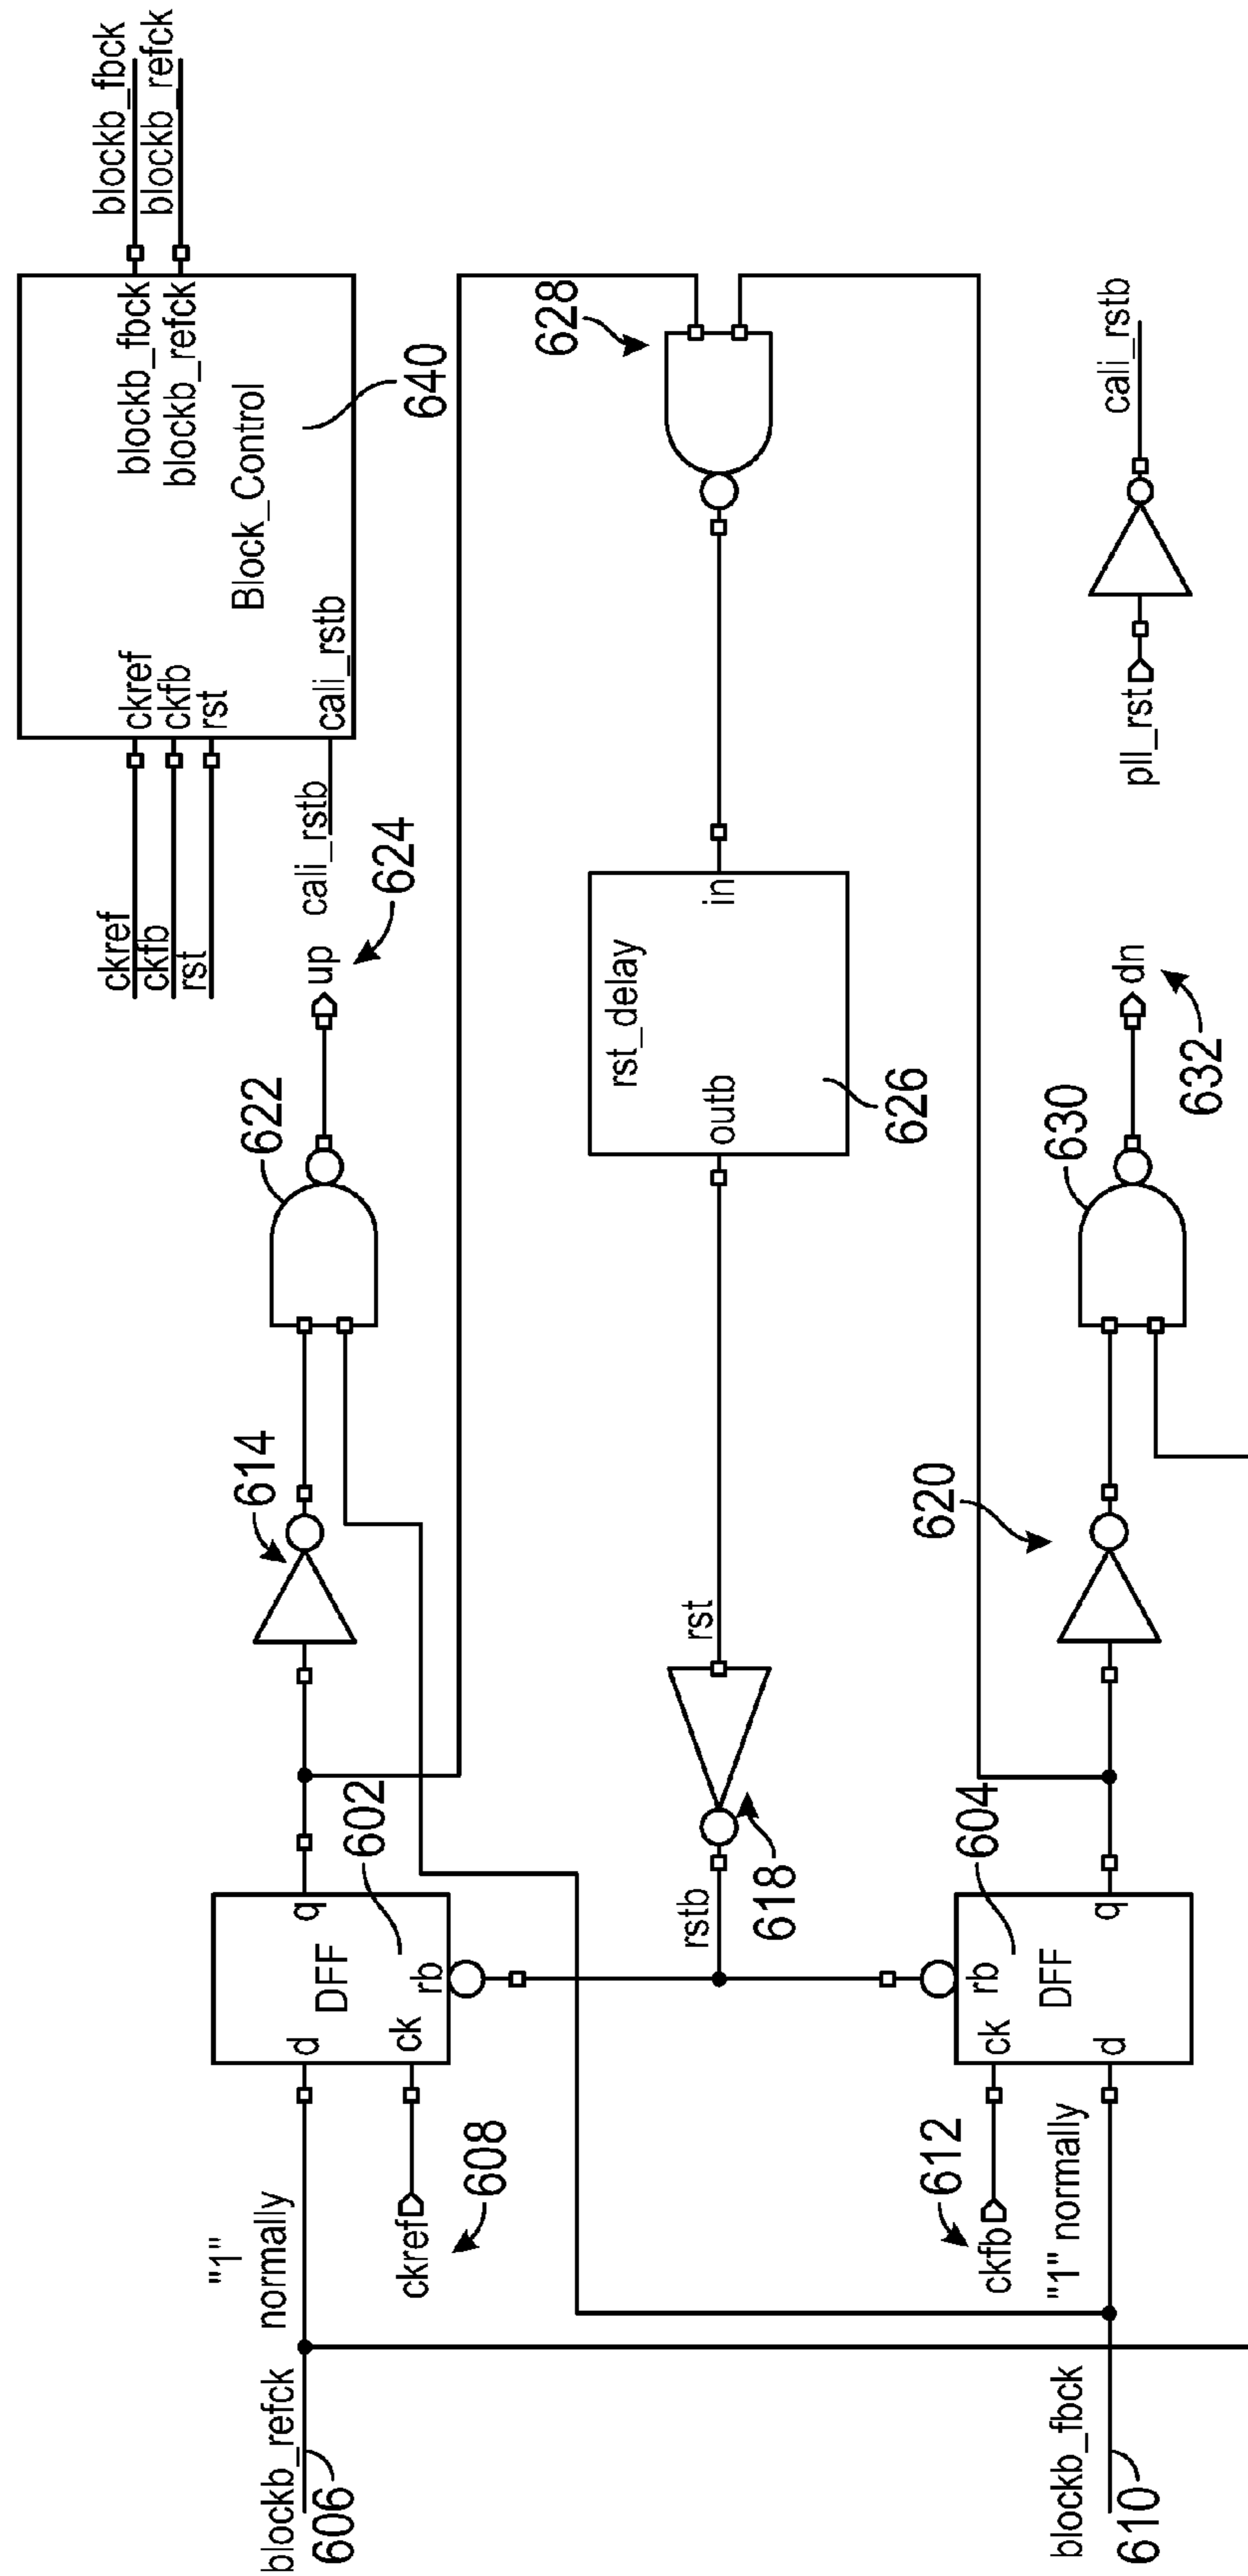 blockb_refck
606
"1"
normally
d
DFF
q
ck
rb
602
ckref
608
614
622
up
624
ckref
ckfb
rst
cali_rstb
ckref
ckfb
rst
cali_rstb
Block_Control
blockb_fbck
blockb_refck
640
blockb_fbck
blockb_refck
rstb
618
rst
outb
rst_delay
in
626
628
blockb_fbck
610
"1" normally
ckfb
612
ck
rb
604
DFF
d
q
620
630
dn
632
pll_rst
cali_rstb